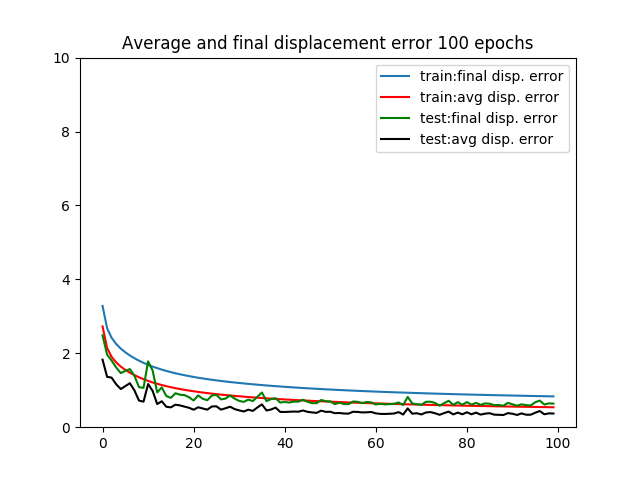 Average and final displacement error 100 epochs
train:final disp. error
train:avg disp. error
test:final disp. error
test:avg disp. error
10
8
6
4
2
0
0 20 40 60 80 100